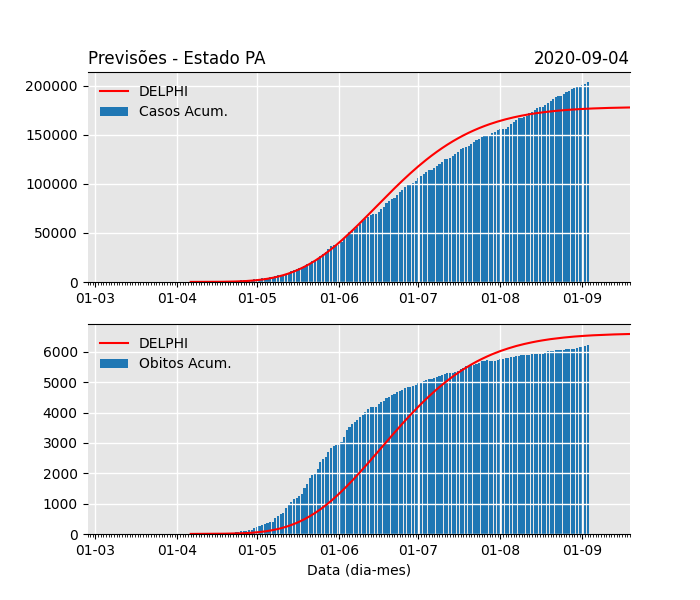 Previsões - Estado PA 2020-09-04
200000
150000
100000
50000
0
DELPHI
Casos Acum.
01-03 01-04 01-05 01-06 01-07 01-08 01-09
6000
5000
4000
3000
2000
1000
0
DELPHI
Obitos Acum.
01-03 01-04 01-05 01-06 01-07 01-08 01-09
Data (dia-mes)